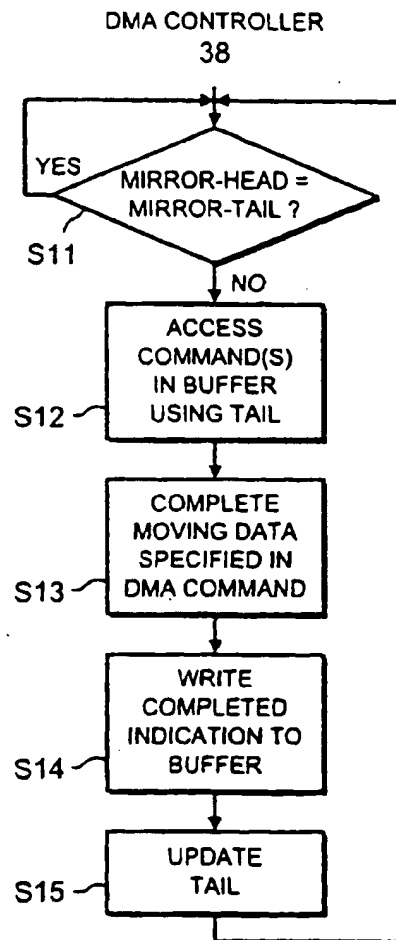 DMA CONTROLLER
38
YES
MIRROR-HEAD =
MIRROR-TAIL ?
S11
NO
ACCESS
COMMAND(S)
IN BUFFER
USING TAIL
S12
COMPLETE
MOVING DATA
SPECIFIED IN
DMA COMMAND
S13
WRITE
COMPLETED
INDICATION TO
BUFFER
S14
UPDATE
TAIL
S15